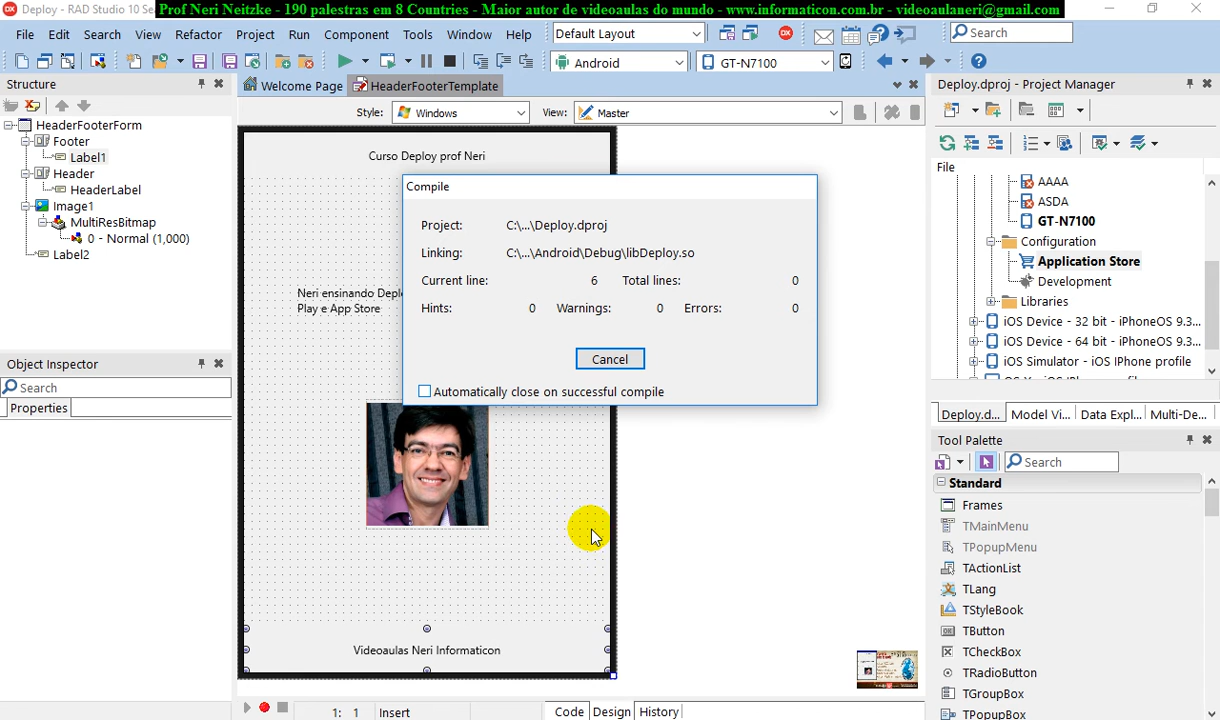 Deploy - RAD Studio 10 Se
Prof Neri Neitzke - 190 palestras em 8 Countries - Maior autor de videoaulas do mundo - www.informaticon.com.br - videoaulaneri@gmail.com
File Edit Search View Refactor Project Run Component Tools Window Help
Default Layout
Search
Android
GT-N7100
Structure
Welcome Page
HeaderFooterTemplate
Deploy.dproj - Project Manager
Style: Windows
View: Master
HeaderFooterForm
Footer
Label1
Header
HeaderLabel
Image1
MultiResBitmap
0 - Normal (1,000)
Label2
Curso Deploy prof Neri
Neri ensinando Deplo
Play e App Store
Videoaulas Neri Informaticon
Compile
Project: C:\...\Deploy.dproj
Linking: C:\...\Android\Debug\libDeploy.so
Current line: 6 Total lines: 0
Hints: 0 Warnings: 0 Errors: 0
Cancel
Automatically close on successful compile
File
AAAA
ASDA
GT-N7100
Configuration
Application Store
Development
Libraries
iOS Device - 32 bit - iPhoneOS 9.3...
iOS Device - 64 bit - iPhoneOS 9.3...
iOS Simulator - iOS IPhone profile
Deploy.d... Model Vi... Data Expl... Multi-De...
Object Inspector
Search
Properties
Tool Palette
Search
Standard
Frames
TMainMenu
TPopupMenu
TActionList
TLang
TStyleBook
TButton
TCheckBox
TRadioButton
TGroupBox
TPopupBox
1: 1 Insert
Code Design History